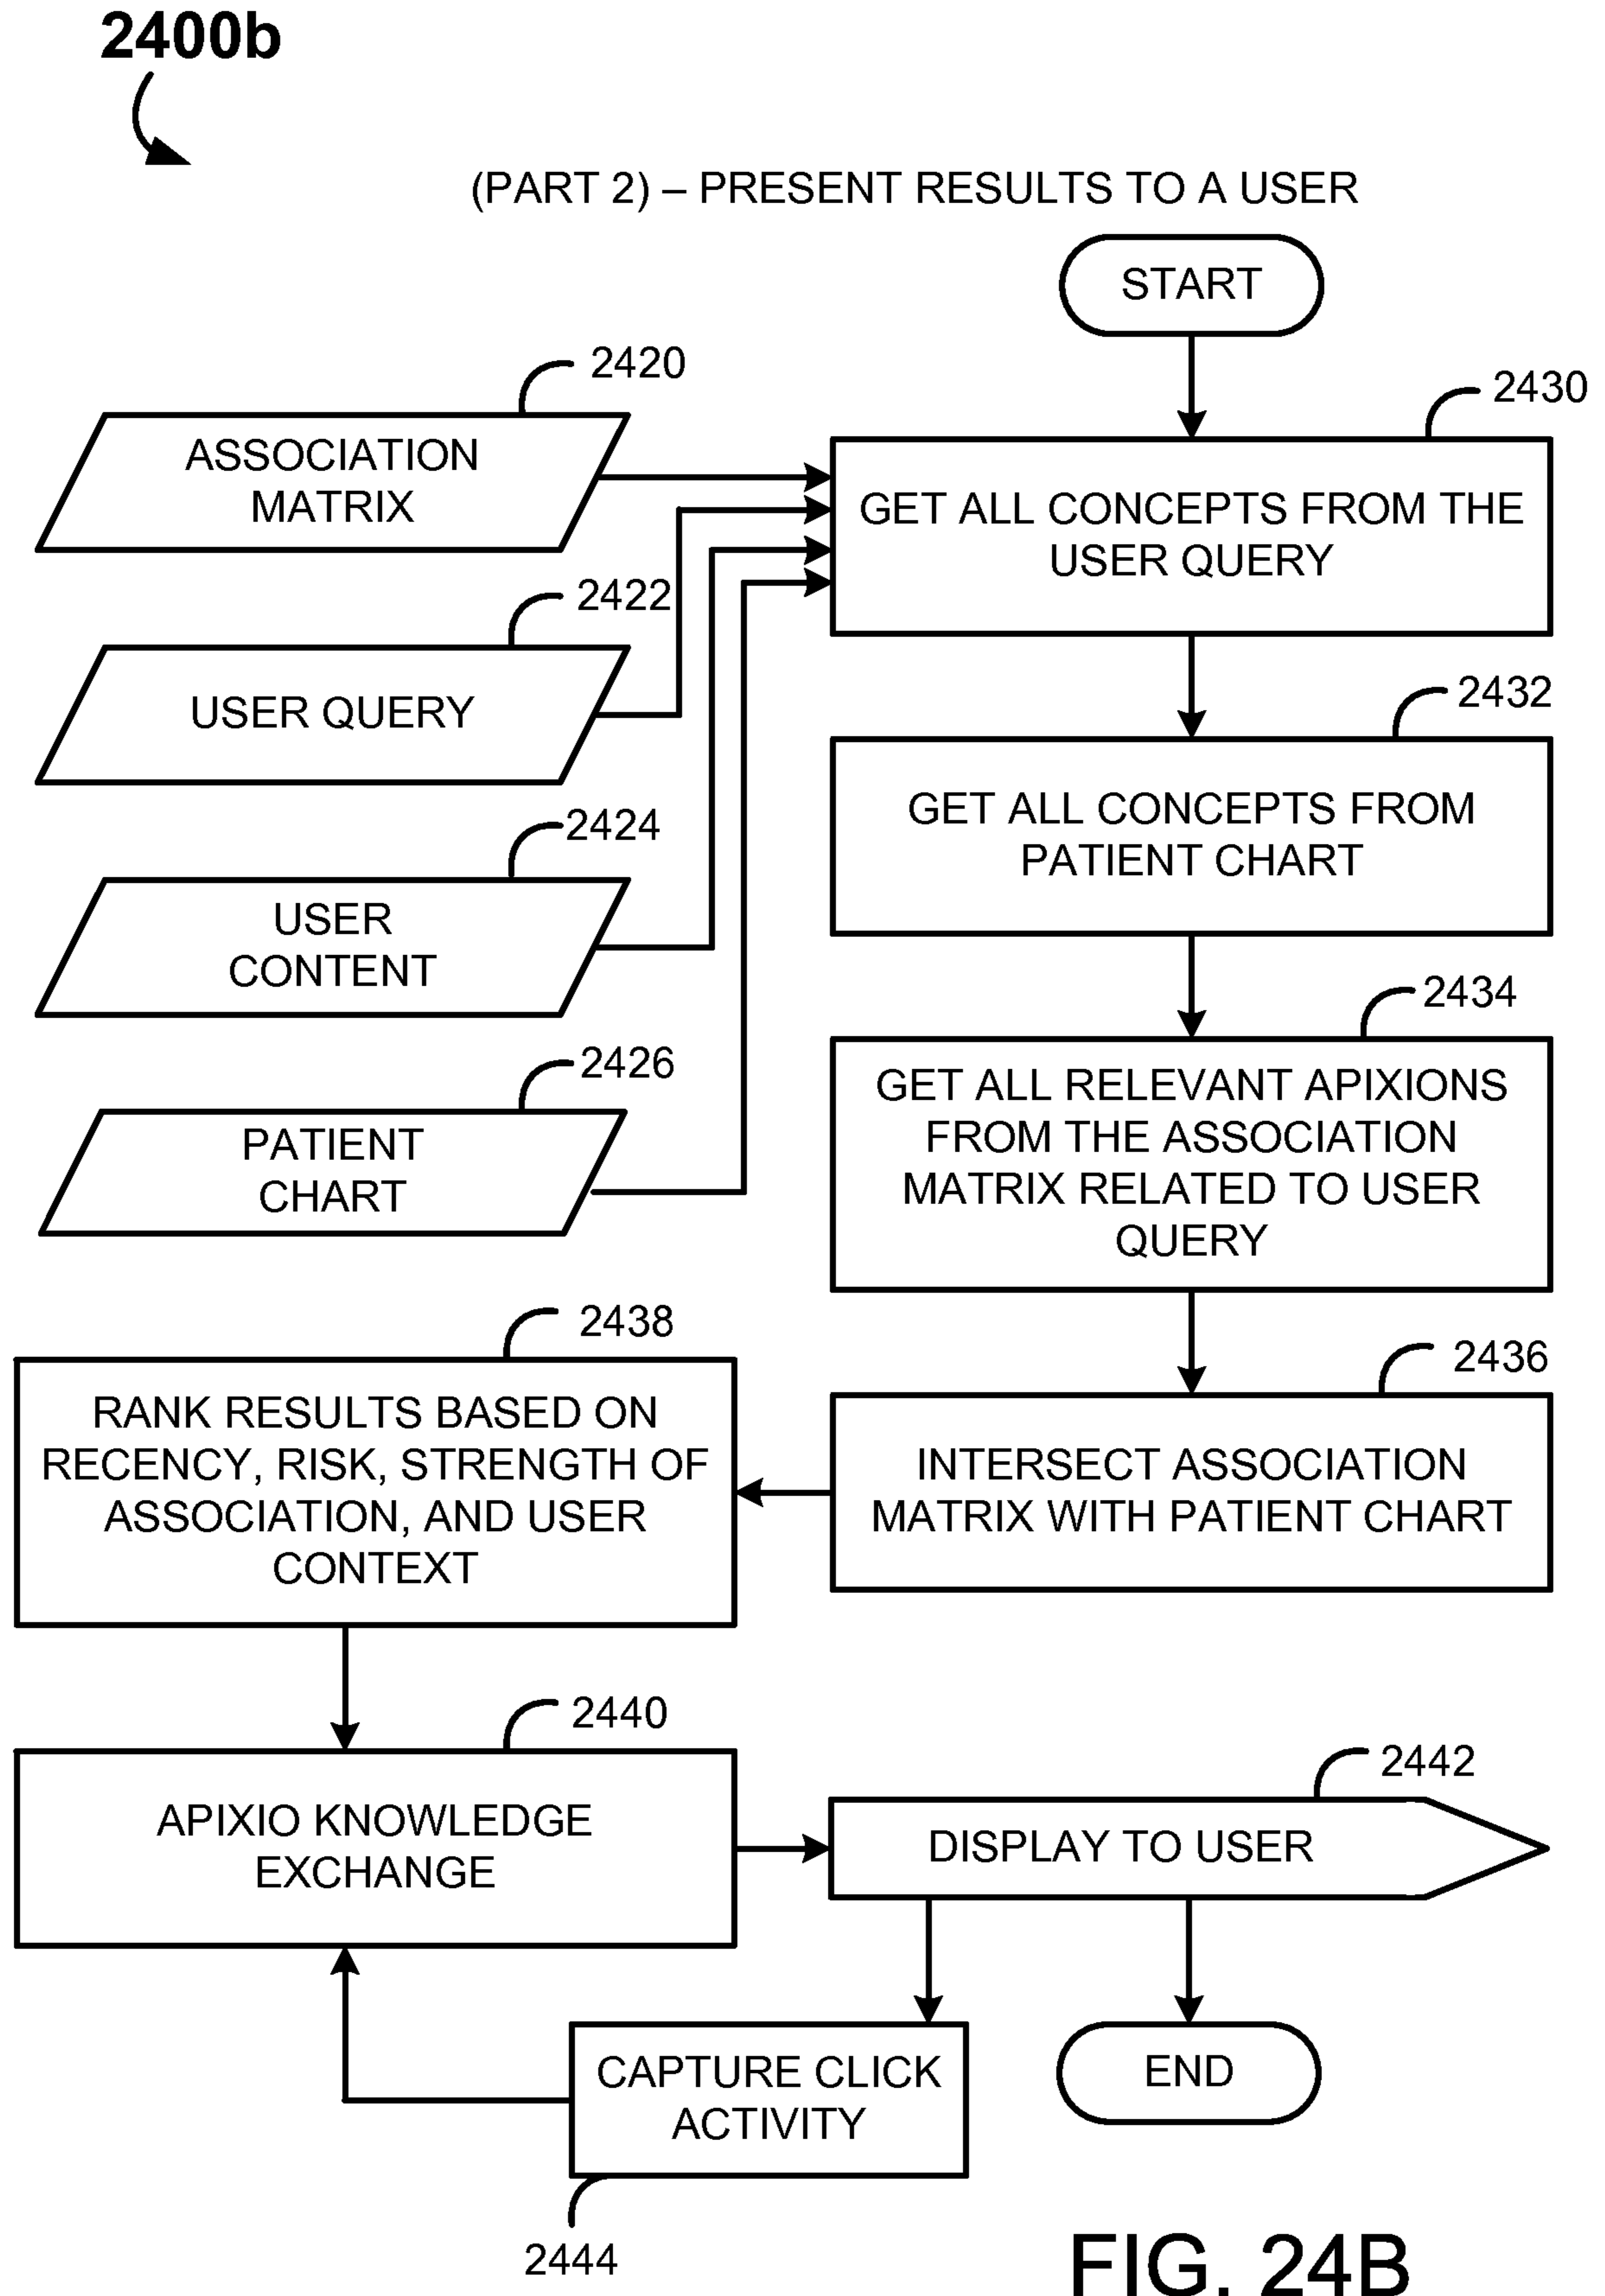 2400b
(PART 2) – PRESENT RESULTS TO A USER
START
2420
ASSOCIATION
MATRIX
2422
USER QUERY
2424
USER
CONTENT
2426
PATIENT
CHART
2430
GET ALL CONCEPTS FROM THE
USER QUERY
2432
GET ALL CONCEPTS FROM
PATIENT CHART
2434
GET ALL RELEVANT APIXIONS
FROM THE ASSOCIATION
MATRIX RELATED TO USER
QUERY
2436
INTERSECT ASSOCIATION
MATRIX WITH PATIENT CHART
2438
RANK RESULTS BASED ON
RECENCY, RISK, STRENGTH OF
ASSOCIATION, AND USER
CONTEXT
2440
APIXIO KNOWLEDGE
EXCHANGE
2442
DISPLAY TO USER
CAPTURE CLICK
ACTIVITY
2444
END
FIG. 24B